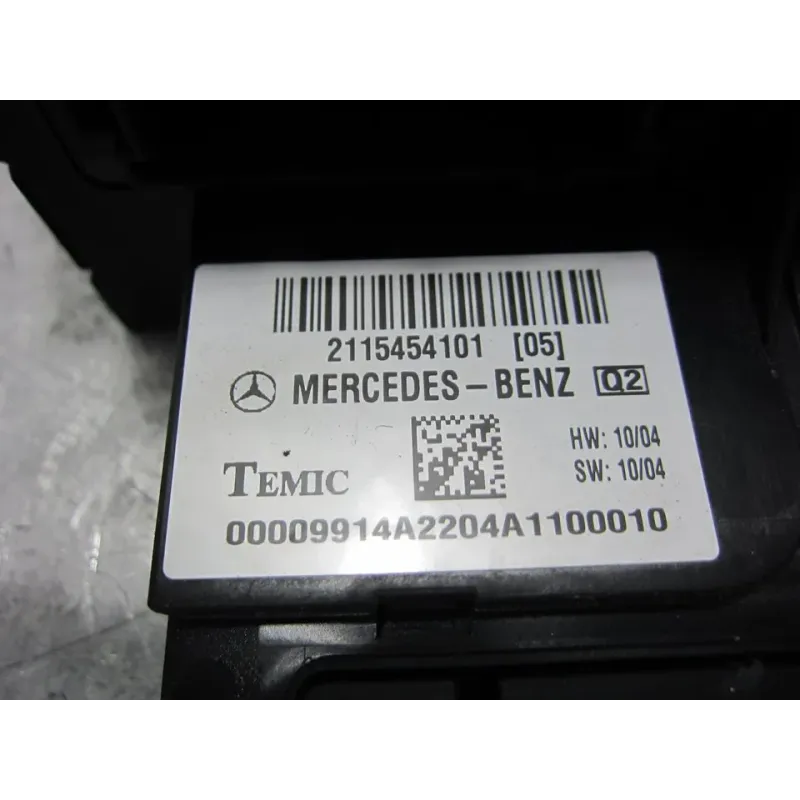 2115454101 [05]
MERCEDES-BENZ Q2
HW: 10/04
TEMIC
SW: 10/04
00009914A2204A1100010